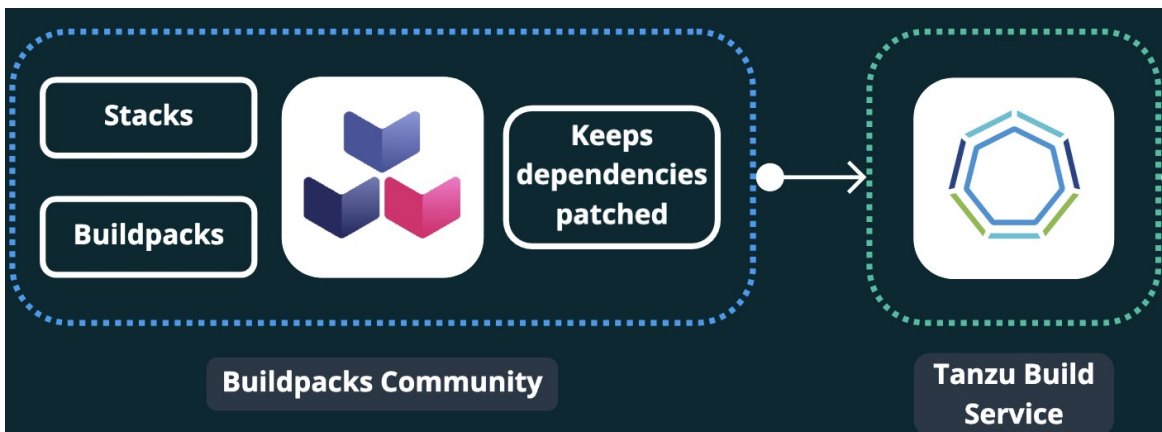 Stacks
Buildpacks
Keeps
dependencies
patched
Buildpacks Community
Tanzu Build
Service